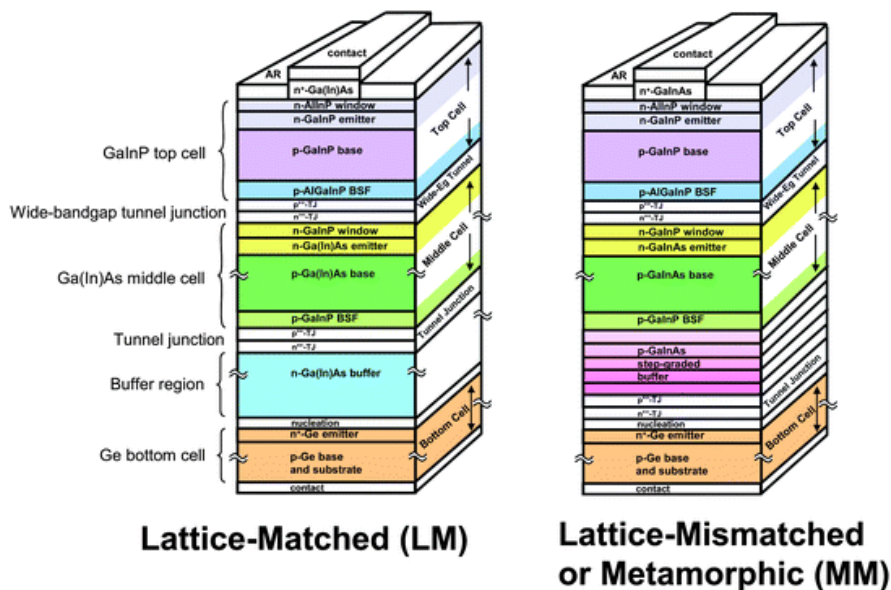 contact
AR
n⁺-Ga(In)As
n-AlInP window
n-GaInP emitter
p-GaInP base
p-AlGaInP BSF
p⁺⁺-TJ
n⁺⁺-TJ
n-GaInP window
n-Ga(In)As emitter
p-Ga(In)As base
p-GaInP BSF
p⁺⁺-TJ
n⁺⁺-TJ
n-Ga(In)As buffer
nucleation
n⁺-Ge emitter
p-Ge base
and substrate
contact
Top Cell
Wide-Eg Tunnel
Middle Cell
Tunnel Junction
Bottom Cell
GaInP top cell
Wide-bandgap tunnel junction
Ga(In)As middle cell
Tunnel junction
Buffer region
Ge bottom cell
Lattice-Matched (LM)
contact
AR
n⁺-GaInAs
n-AlInP window
n-GaInP emitter
p-GaInP base
p-AlGaInP BSF
p⁺⁺-TJ
n⁺⁺-TJ
n-GaInP window
n-GaInAs emitter
p-GaInAs base
p-GaInP BSF
p-GaInAs
step-graded
buffer
p⁺⁺-TJ
n⁺⁺-TJ
nucleation
n⁺-Ge emitter
p-Ge base
and substrate
contact
Top Cell
Wide-Eg Tunnel
Middle Cell
Tunnel Junction
Bottom Cell
Lattice-Mismatched
or Metamorphic (MM)